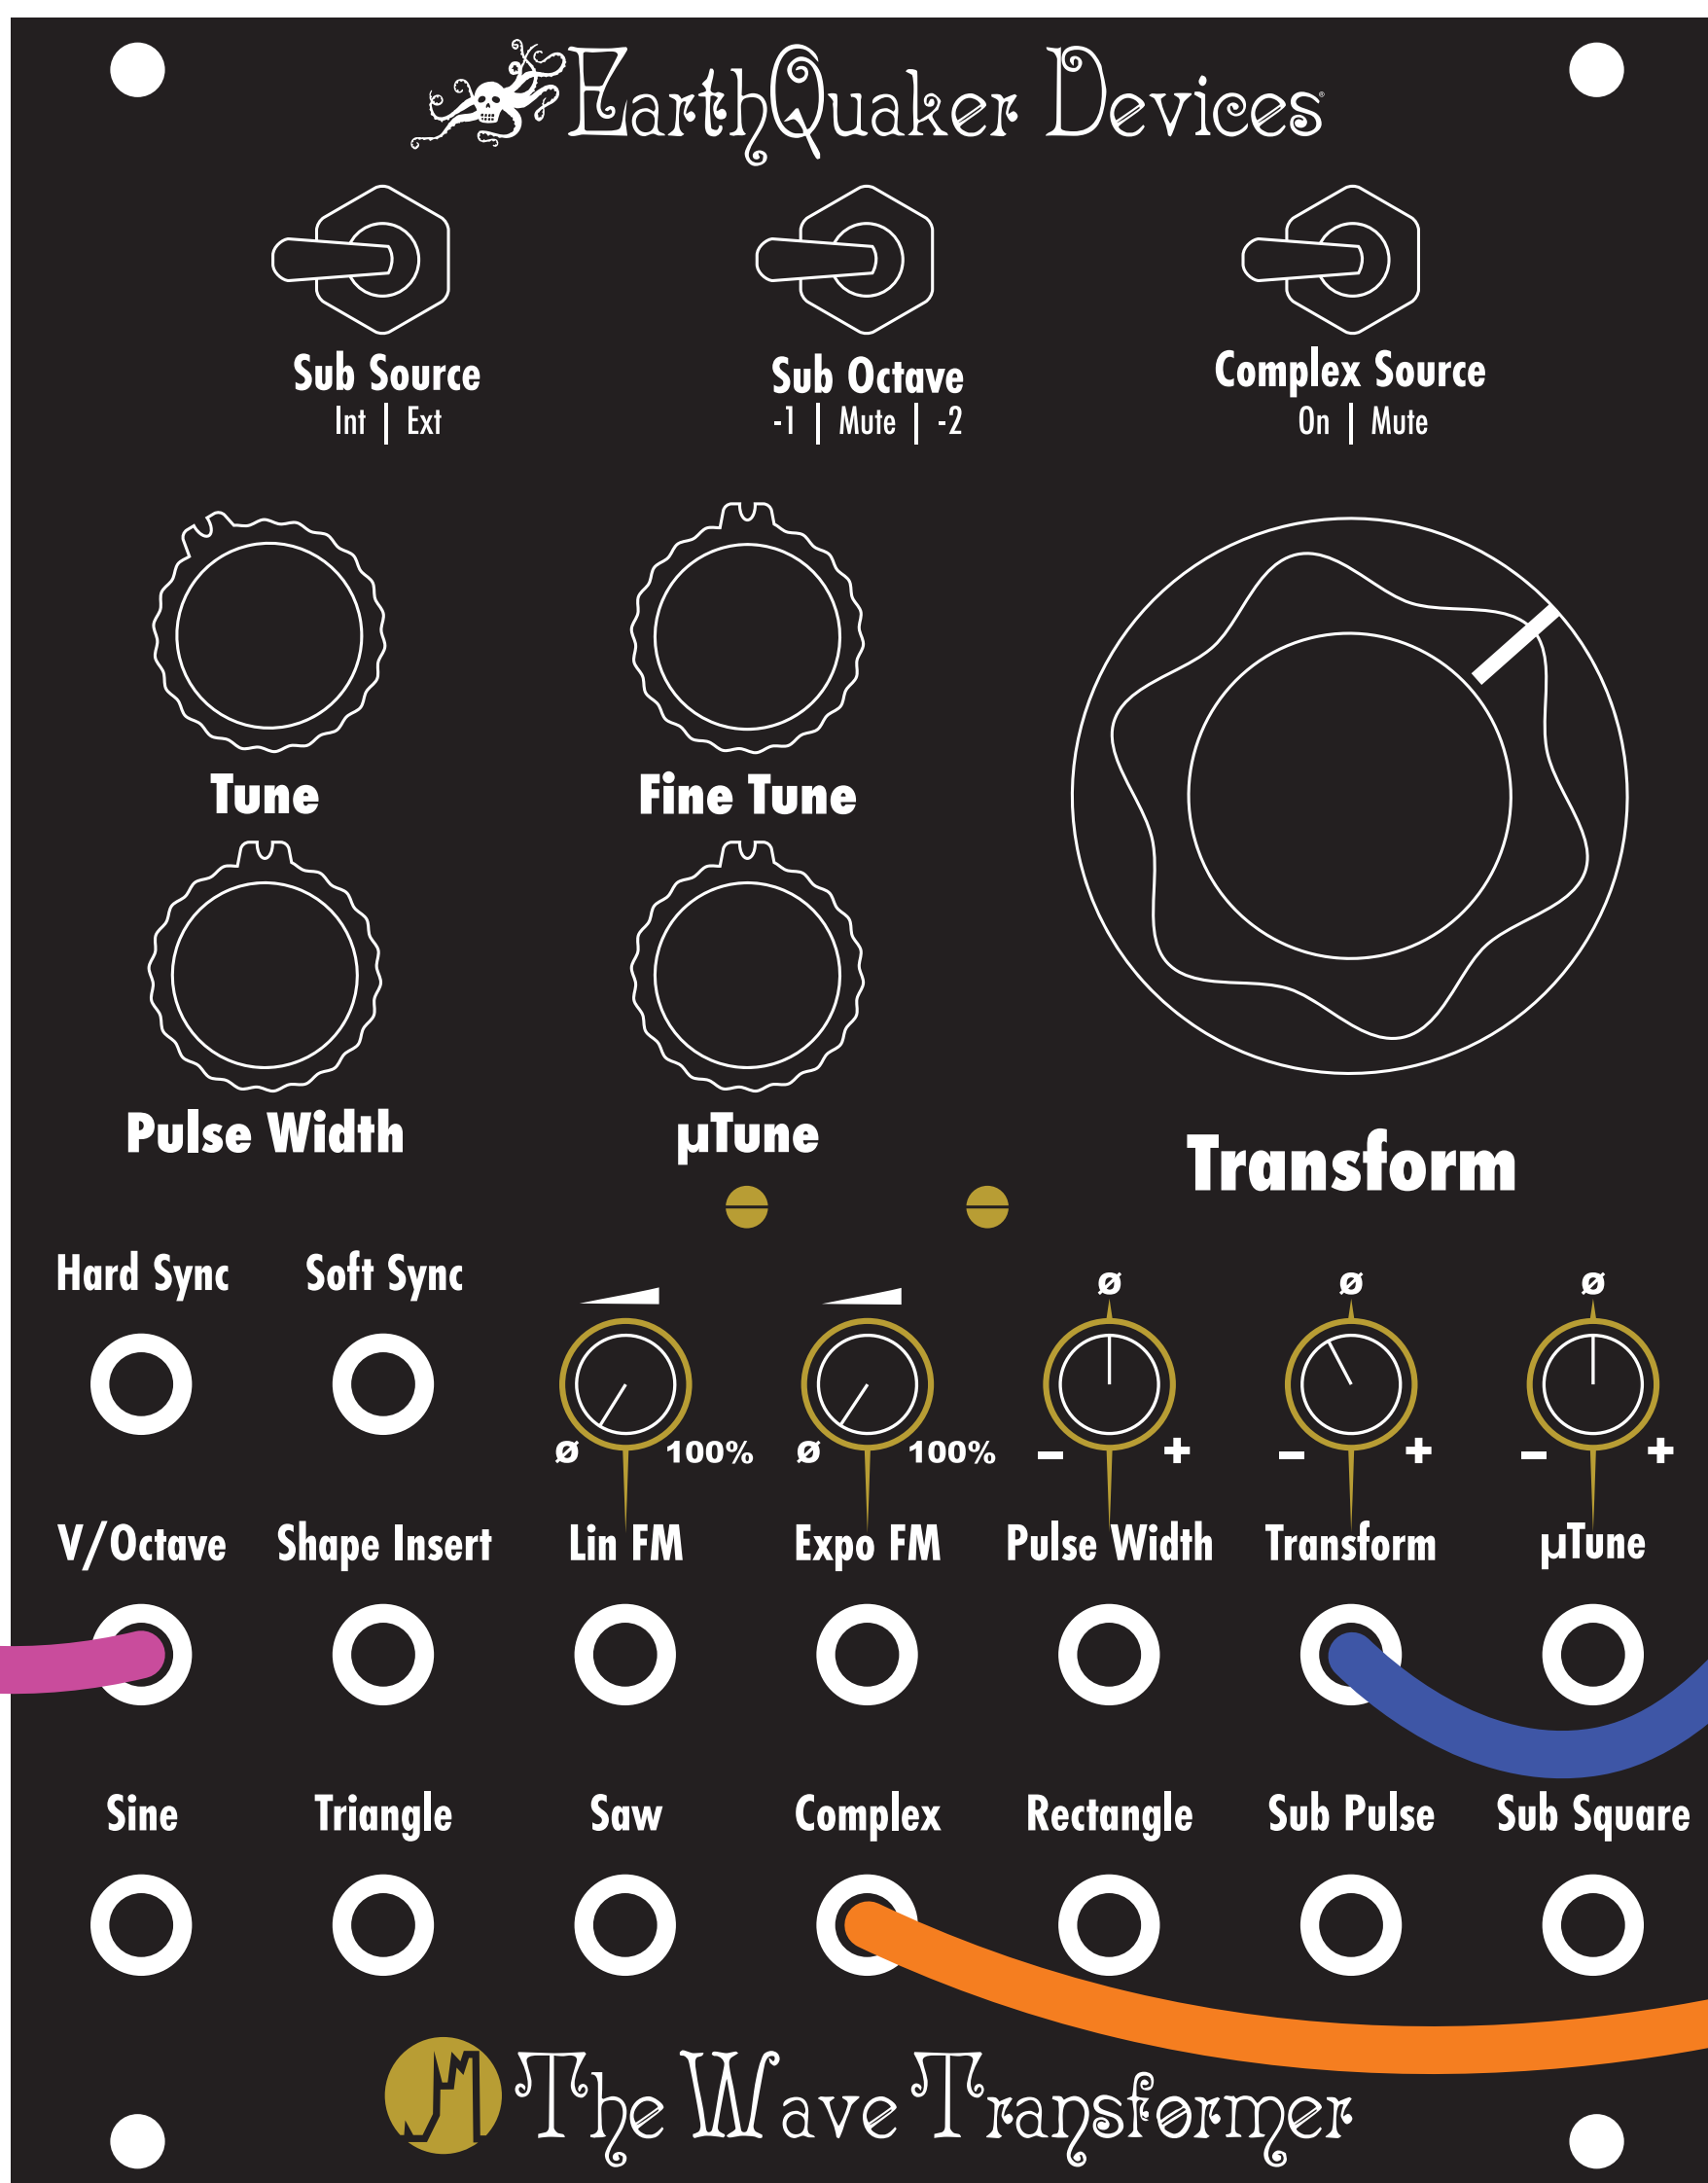 EarthQuaker Devices®
Sub Source
Int | Ext
Sub Octave
-1 | Mute | -2
Complex Source
On | Mute
Tune
Fine Tune
Pulse Width
µTune
Transform
Hard Sync
Soft Sync
Ø 100%
Ø 100%
Ø
– +
Ø
– +
Ø
– +
V/Octave
Shape Insert
Lin FM
Expo FM
Pulse Width
Transform
µTune
Sine
Triangle
Saw
Complex
Rectangle
Sub Pulse
Sub Square
The Wave Transformer